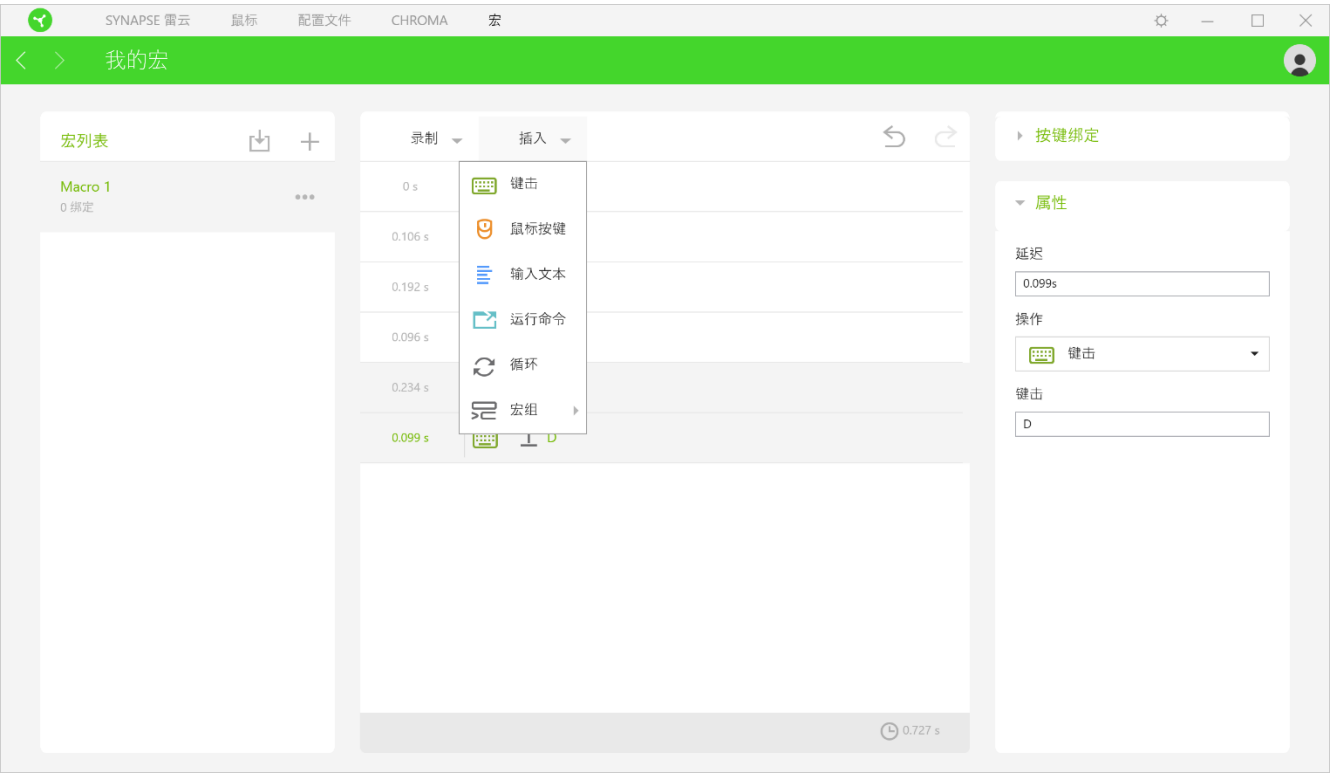 SYNAPSE 雷云 鼠标 配置文件 CHROMA 宏
我的宏
宏列表
Macro 1
0 绑定
录制 插入
0 s
0.106 s
0.192 s
0.096 s
0.234 s
0.099 s D
键击
鼠标按键
输入文本
运行命令
循环
宏组
0.727 s
按键绑定
属性
延迟
0.099s
操作
键击
键击
D